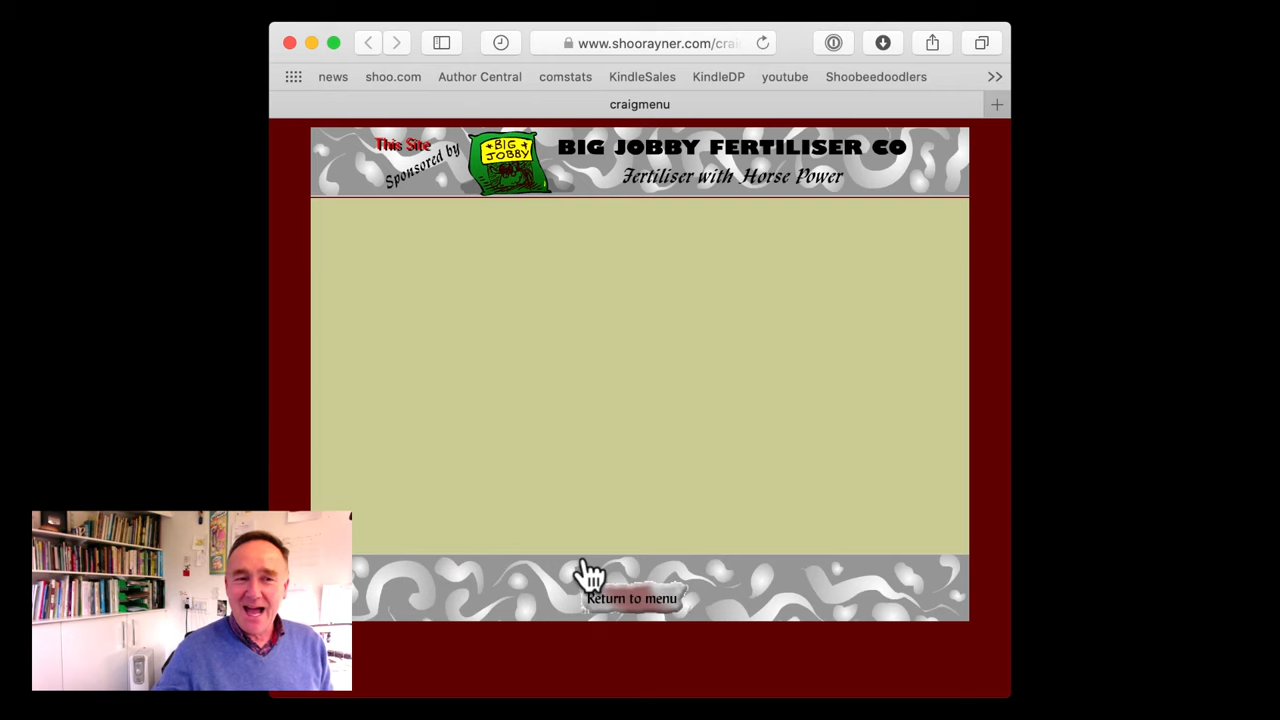 www.shoorayner.com/crai
news shoo.com Author Central comstats KindleSales KindleDP youtube Shoobeedoodlers
craigmenu
This Site
Sponsored by
BIG
JOBBY
BIG JOBBY FERTILISER CO
Fertiliser with Horse Power
Return to menu